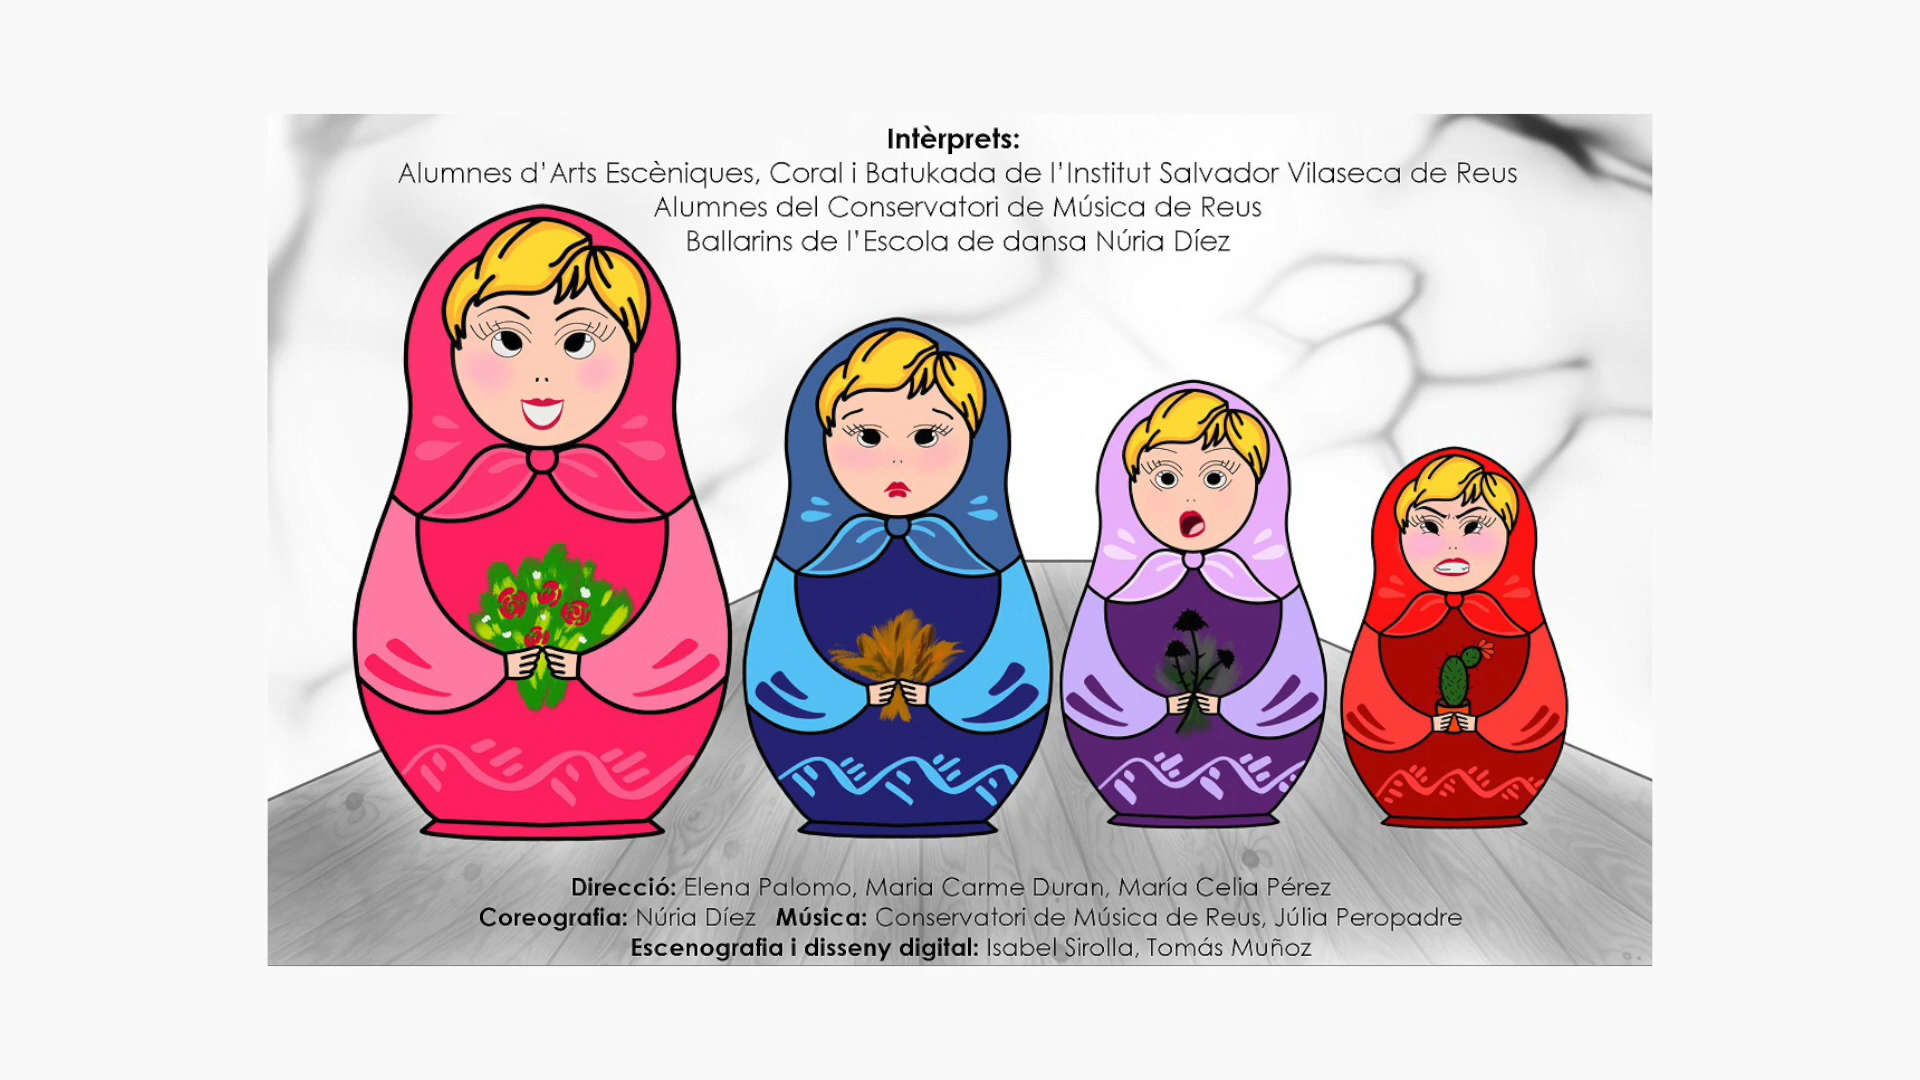 Intèrprets:
Alumnes d'Arts Escèniques, Coral i Batukada de l'Institut Salvador Vilaseca de Reus
Alumnes del Conservatori de Música de Reus
Ballarins de l'Escola de dansa Núria Díez
Direcció: Elena Palomo, Maria Carme Duran, María Celia Pérez
Coreografia: Núria Díez Música: Conservatori de Música de Reus, Júlia Peropadre
Escenografia i disseny digital: Isabel Sirolla, Tomás Muñoz